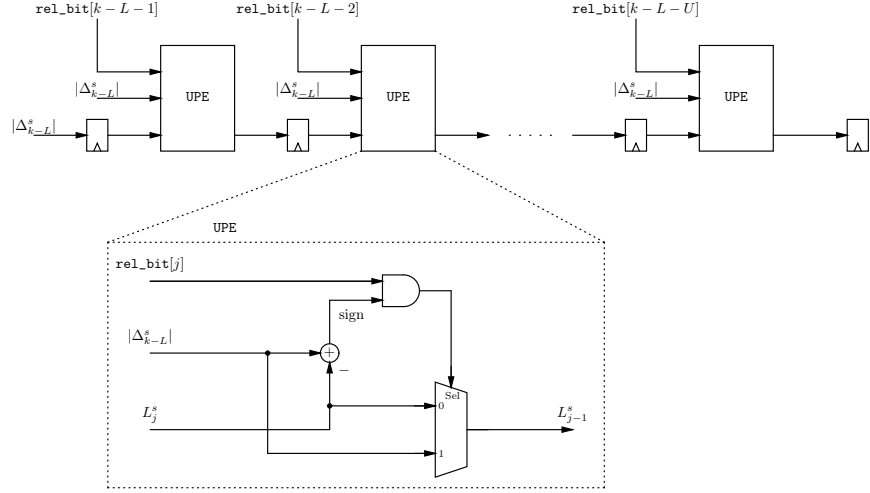 rel_bit[k − L − 1] rel_bit[k − L − 2] rel_bit[k − L − U]
|Δ^s_{k−L}| UPE |Δ^s_{k−L}| UPE |Δ^s_{k−L}| UPE
|Δ^s_{k−L}| . . . . .
UPE
rel_bit[j]
sign
|Δ^s_{k−L}|
+
−
Sel
L^s_j 0 L^s_{j−1}
1